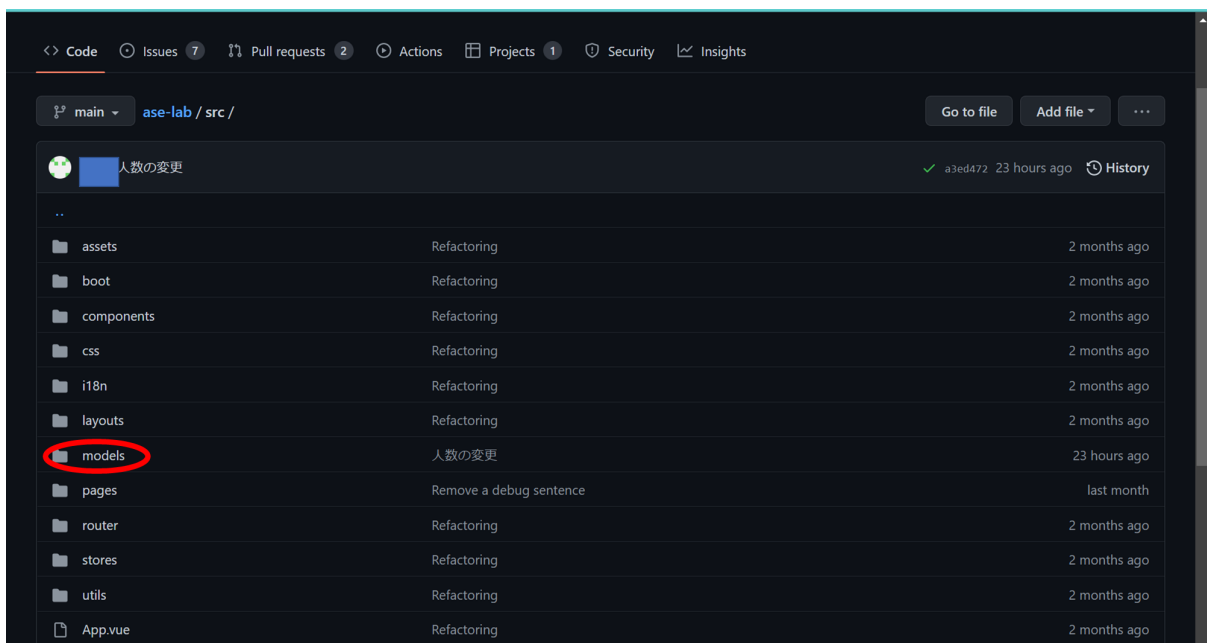 Code Issues 7 Pull requests 2 Actions Projects 1 Security Insights
main ase-lab / src / Go to file Add file ...
人数の変更 a3ed472 23 hours ago History
..
assets Refactoring 2 months ago
boot Refactoring 2 months ago
components Refactoring 2 months ago
css Refactoring 2 months ago
i18n Refactoring 2 months ago
layouts Refactoring 2 months ago
models 人数の変更 23 hours ago
pages Remove a debug sentence last month
router Refactoring 2 months ago
stores Refactoring 2 months ago
utils Refactoring 2 months ago
App.vue Refactoring 2 months ago